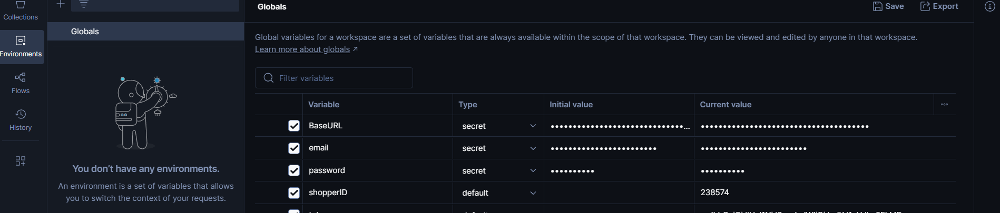 Collections
Environments
Flows
History
Globals
You don't have any environments.
An environment is a set of variables that allows
you to switch the context of your requests.
Globals
Save
Export
Global variables for a workspace are a set of variables that are always available within the scope of that workspace. They can be viewed and edited by anyone in that workspace.
Learn more about globals ↗
Filter variables
Variable Type Initial value Current value
BaseURL secret
email secret
password secret
shopperID default 238574